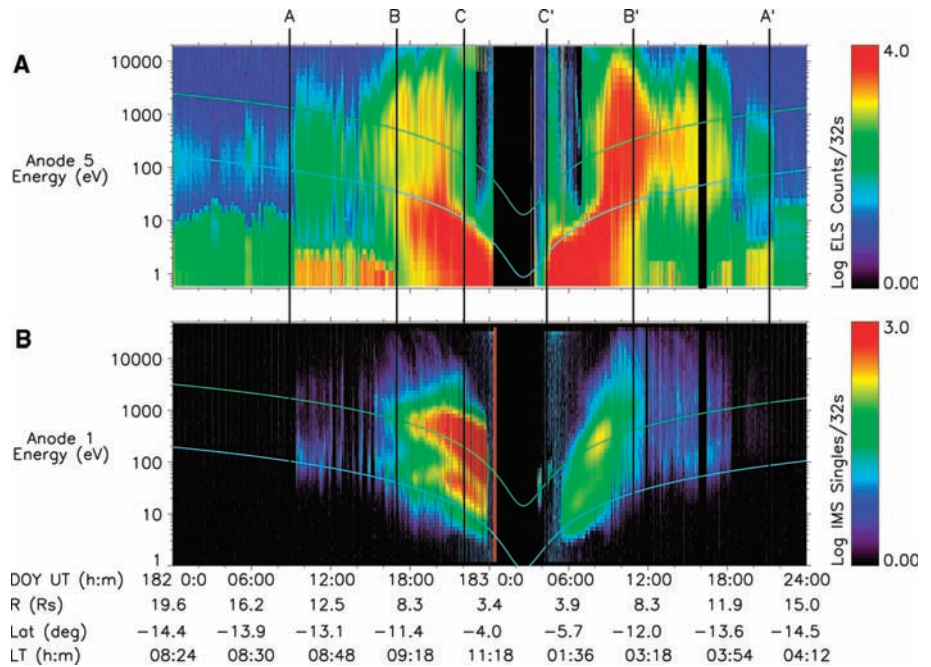 A B C C' B' A'
A
10000
1000
100
10
1
Anode 5
Energy (eV)
4.0
0.00
Log ELS Counts/32s
B
10000
1000
100
10
1
Anode 1
Energy (eV)
3.0
0.00
Log IMS Singles/32s
DOY UT (h:m) 182 0:0 06:00 12:00 18:00 183 0:0 06:00 12:00 18:00 24:00
R (Rs) 19.6 16.2 12.5 8.3 3.4 3.9 8.3 11.9 15.0
Lat (deg) −14.4 −13.9 −13.1 −11.4 −4.0 −5.7 −12.0 −13.6 −14.5
LT (h:m) 08:24 08:30 08:48 09:18 11:18 01:36 03:18 03:54 04:12